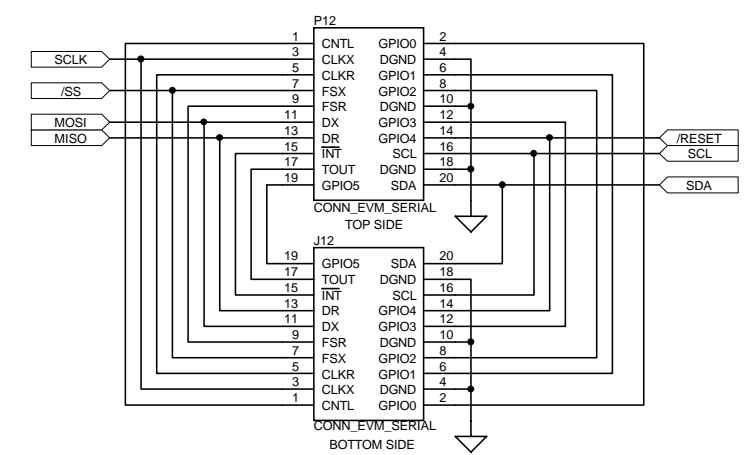 P12
1 CNTL GPIO0 2
SCLK 3 CLKX DGND 4
5 CLKR GPIO1 6
/SS 7 FSX GPIO2 8
9 FSR DGND 10
MOSI 11 DX GPIO3 12
MISO 13 DR GPIO4 14 /RESET
15 INT SCL 16 SCL
17 TOUT DGND 18
19 GPIO5 SDA 20 SDA
CONN_EVM_SERIAL
TOP SIDE
J12
19 GPIO5 SDA 20
17 TOUT DGND 18
15 INT SCL 16
13 DR GPIO4 14
11 DX GPIO3 12
9 FSR DGND 10
7 FSX GPIO2 8
5 CLKR GPIO1 6
3 CLKX DGND 4
1 CNTL GPIO0 2
CONN_EVM_SERIAL
BOTTOM SIDE